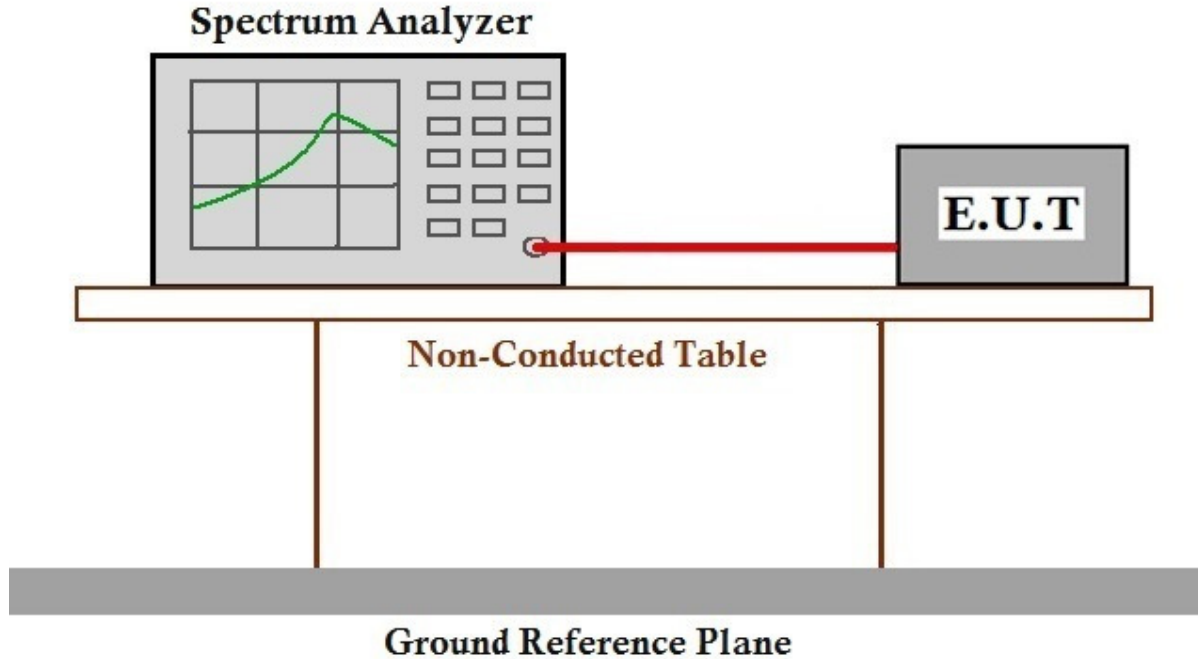 Spectrum Analyzer
E.U.T
Non-Conducted Table
Ground Reference Plane